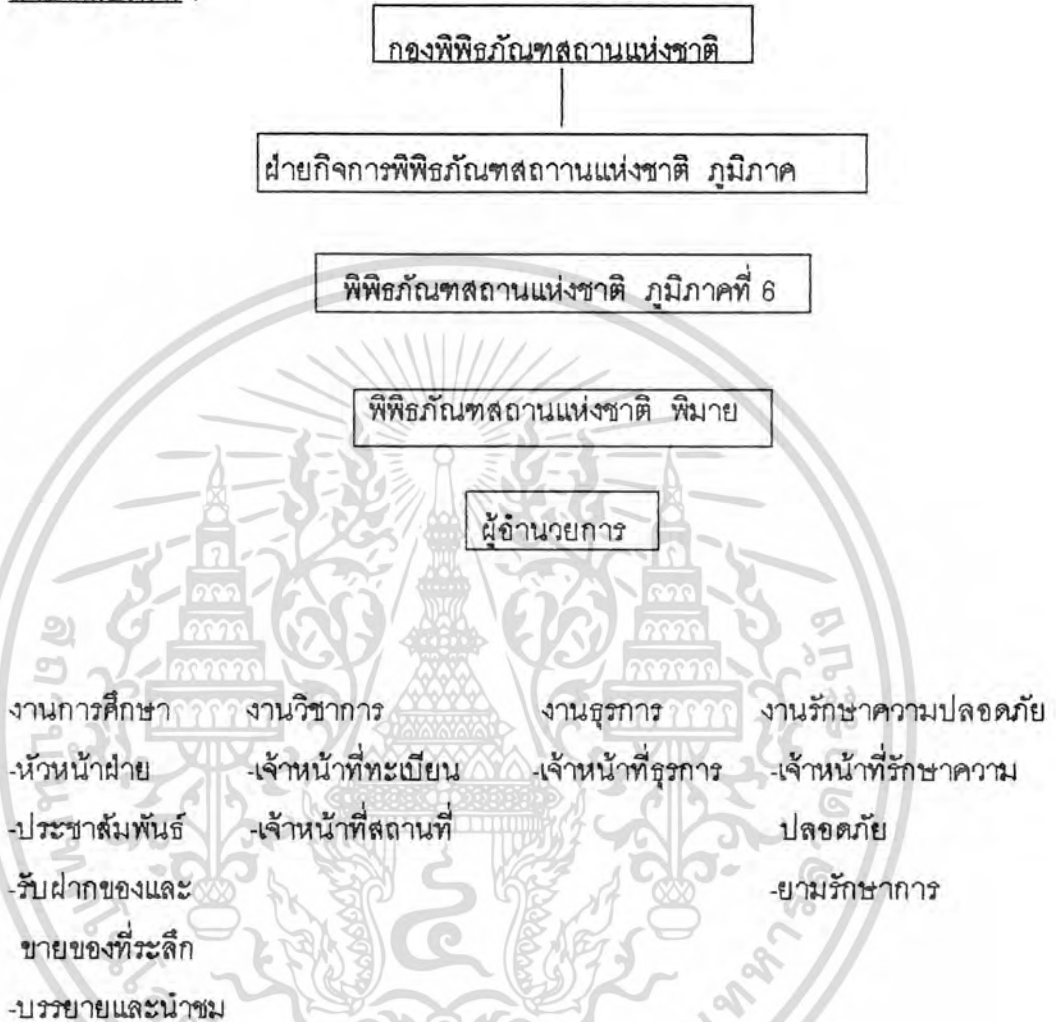 กองพิพิธภัณฑสถานแห่งชาติ
ฝ่ายกิจการพิพิธภัณฑสถาานแห่งชาติ ภูมิภาค
พิพิธภัณฑสถานแห่งชาติ ภูมิภาคที่ 6
พิพิธภัณฑสถานแห่งชาติ พิมาย
ผู้อำนวยการ
งานการศึกษา งานวิชาการ งานธุรการ งานรักษาความปลอดภัย
-หัวหน้าฝ่าย -เจ้าหน้าที่ทะเบียน -เจ้าหน้าที่ธุรการ -เจ้าหน้าที่รักษาความ
-ประชาสัมพันธ์ -เจ้าหน้าที่สถานที่ ปลอดภัย
-รับฝากของและ -ยามรักษาการ
ขายของที่ระลึก
-บรรยายและนำชม